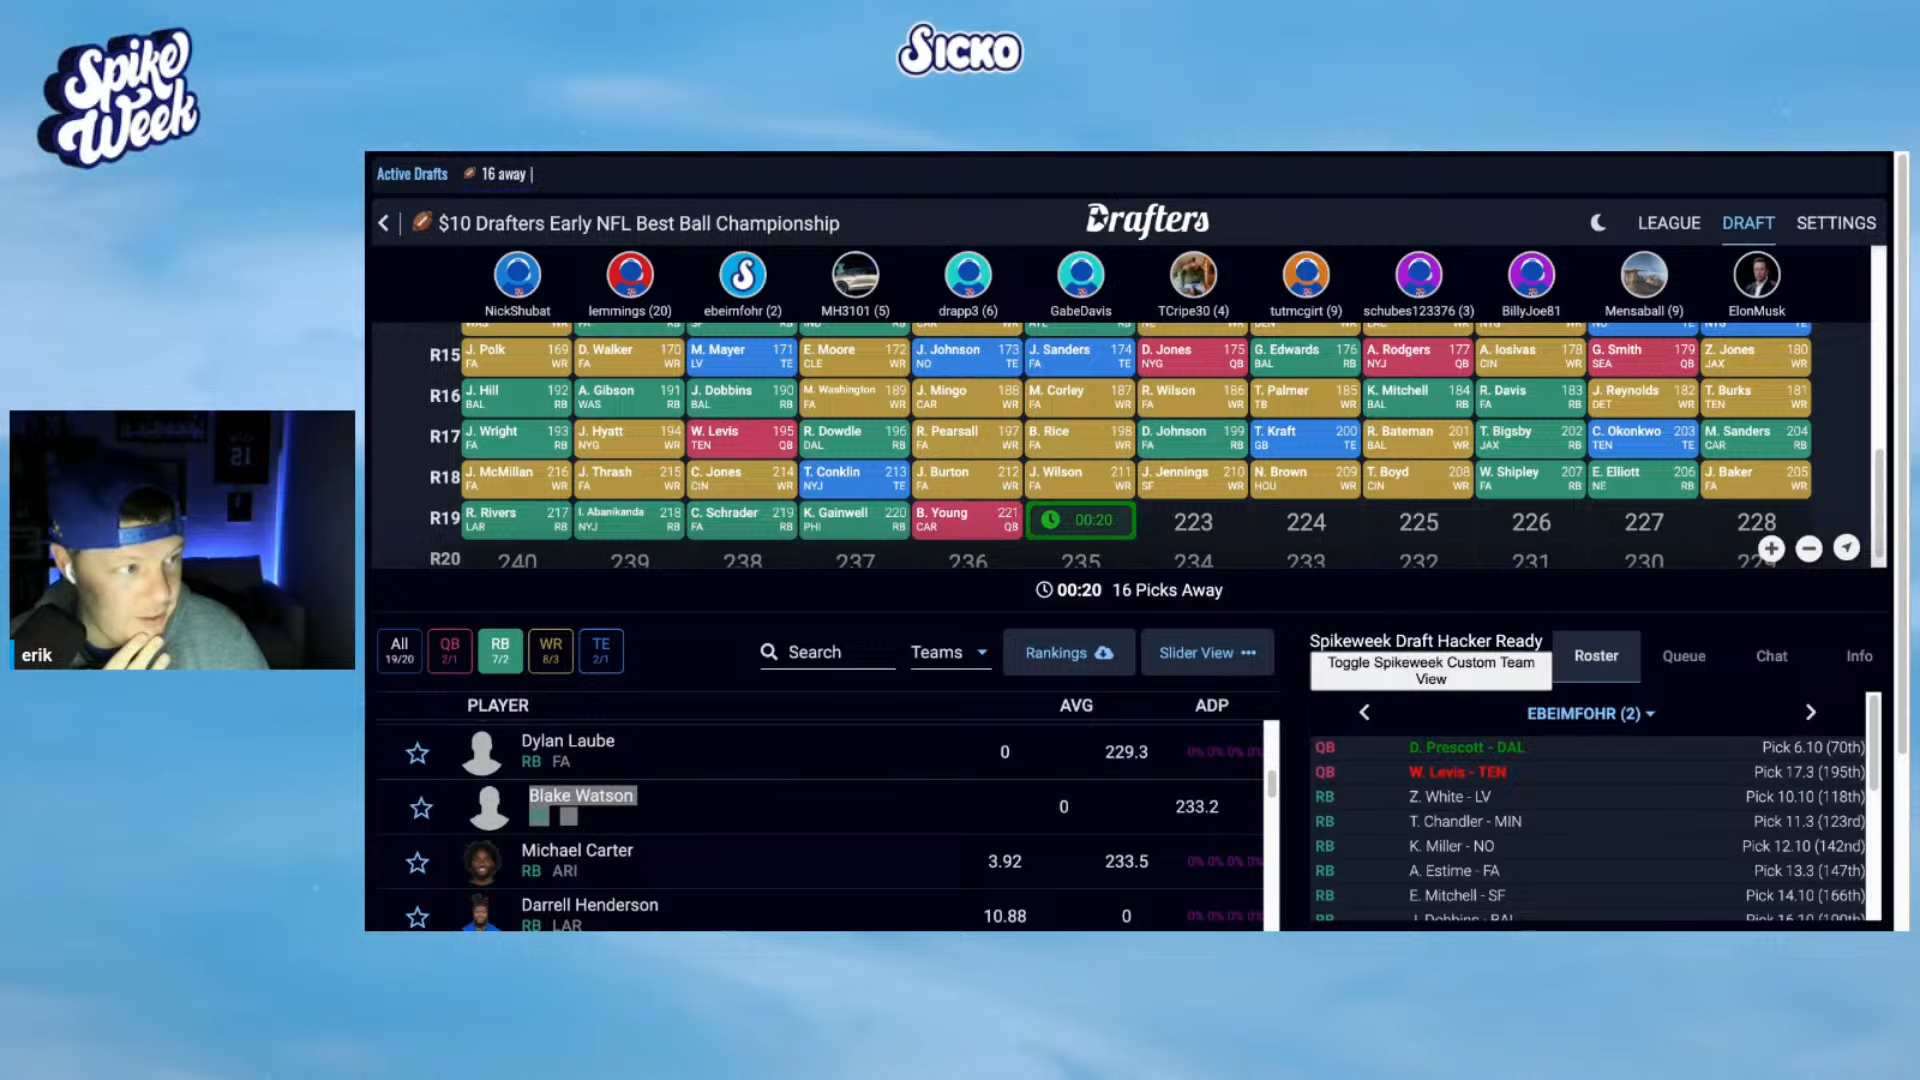 Spike Week
SICKO
Active Drafts 16 away |
$10 Drafters Early NFL Best Ball Championship
Drafters
LEAGUE DRAFT SETTINGS
NickShubat lemmings (20) ebeimfohr (2) MH3101 (5) drapp3 (6) GabeDavis TCripe30 (4) tutmcgirt (9) schubes123376 (3) BillyJoe81 Mensaball (9) ElonMusk
R15 J. Polk 169 D. Walker 170 M. Mayer 171 E. Moore 172 J. Johnson 173 J. Sanders 174 D. Jones 175 G. Edwards 176 A. Rodgers 177 A. Iosivas 178 G. Smith 179 Z. Jones 180
FA WR FA WR LV TE CLE WR NO TE FA TE NYG QB BAL RB NYJ QB CIN WR SEA QB JAX WR
R16 J. Hill 192 A. Gibson 191 J. Dobbins 190 M. Washington 189 J. Mingo 188 M. Corley 187 R. Wilson 186 T. Palmer 185 K. Mitchell 184 R. Davis 183 J. Reynolds 182 T. Burks 181
BAL RB WAS RB BAL RB FA WR CAR WR FA WR FA WR TB WR BAL RB FA RB DET WR TEN WR
R17 J. Wright 193 J. Hyatt 194 W. Levis 195 R. Dowdle 196 R. Pearsall 197 B. Rice 198 D. Johnson 199 T. Kraft 200 R. Bateman 201 T. Bigsby 202 C. Okonkwo 203 M. Sanders 204
FA RB NYG WR TEN QB DAL RB FA WR FA WR FA RB GB TE BAL WR JAX RB TEN TE CAR RB
R18 J. McMillan 216 J. Thrash 215 C. Jones 214 T. Conklin 213 J. Burton 212 J. Wilson 211 J. Jennings 210 N. Brown 209 T. Boyd 208 W. Shipley 207 E. Elliott 206 J. Baker 205
FA WR FA WR CIN WR NYJ TE FA WR FA WR SF WR HOU WR CIN WR FA RB NE RB FA WR
R19 R. Rivers 217 I. Abanikanda 218 C. Schrader 219 K. Gainwell 220 B. Young 221 00:20 223 224 225 226 227 228
LAR RB NYJ RB FA RB PHI RB CAR QB
R20 240 239 238 237 236 235 234 233 232 231 230 229
00:20 16 Picks Away
All 19/20 QB 2/1 RB 7/2 WR 8/3 TE 2/1
Search Teams Rankings Slider View
PLAYER AVG ADP
Dylan Laube 0 229.3
RB FA
Blake Watson 0 233.2
Michael Carter 3.92 233.5
RB ARI
Darrell Henderson 10.88 0
RB LAR
Spikeweek Draft Hacker Ready
Toggle Spikeweek Custom Team View
Roster Queue Chat Info
EBEIMFOHR (2)
QB D. Prescott - DAL Pick 6.10 (70th)
QB W. Levis - TEN Pick 17.3 (195th)
RB Z. White - LV Pick 10.10 (118th)
RB T. Chandler - MIN Pick 11.3 (123rd)
RB K. Miller - NO Pick 12.10 (142nd)
RB A. Estime - FA Pick 13.3 (147th)
RB E. Mitchell - SF Pick 14.10 (166th)
RB J. Dobbins - BAL Pick 16.10 (190th)
erik